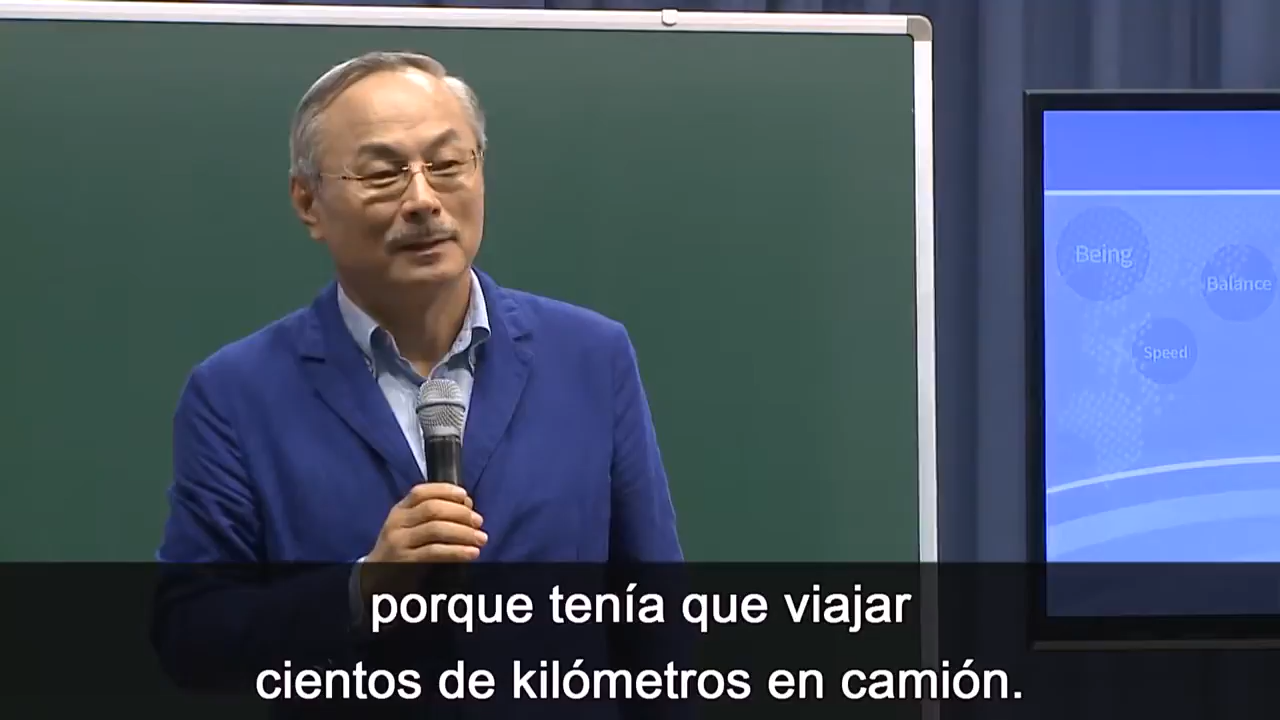 Being
Balance
Speed
porque tenía que viajar
cientos de kilómetros en camión.